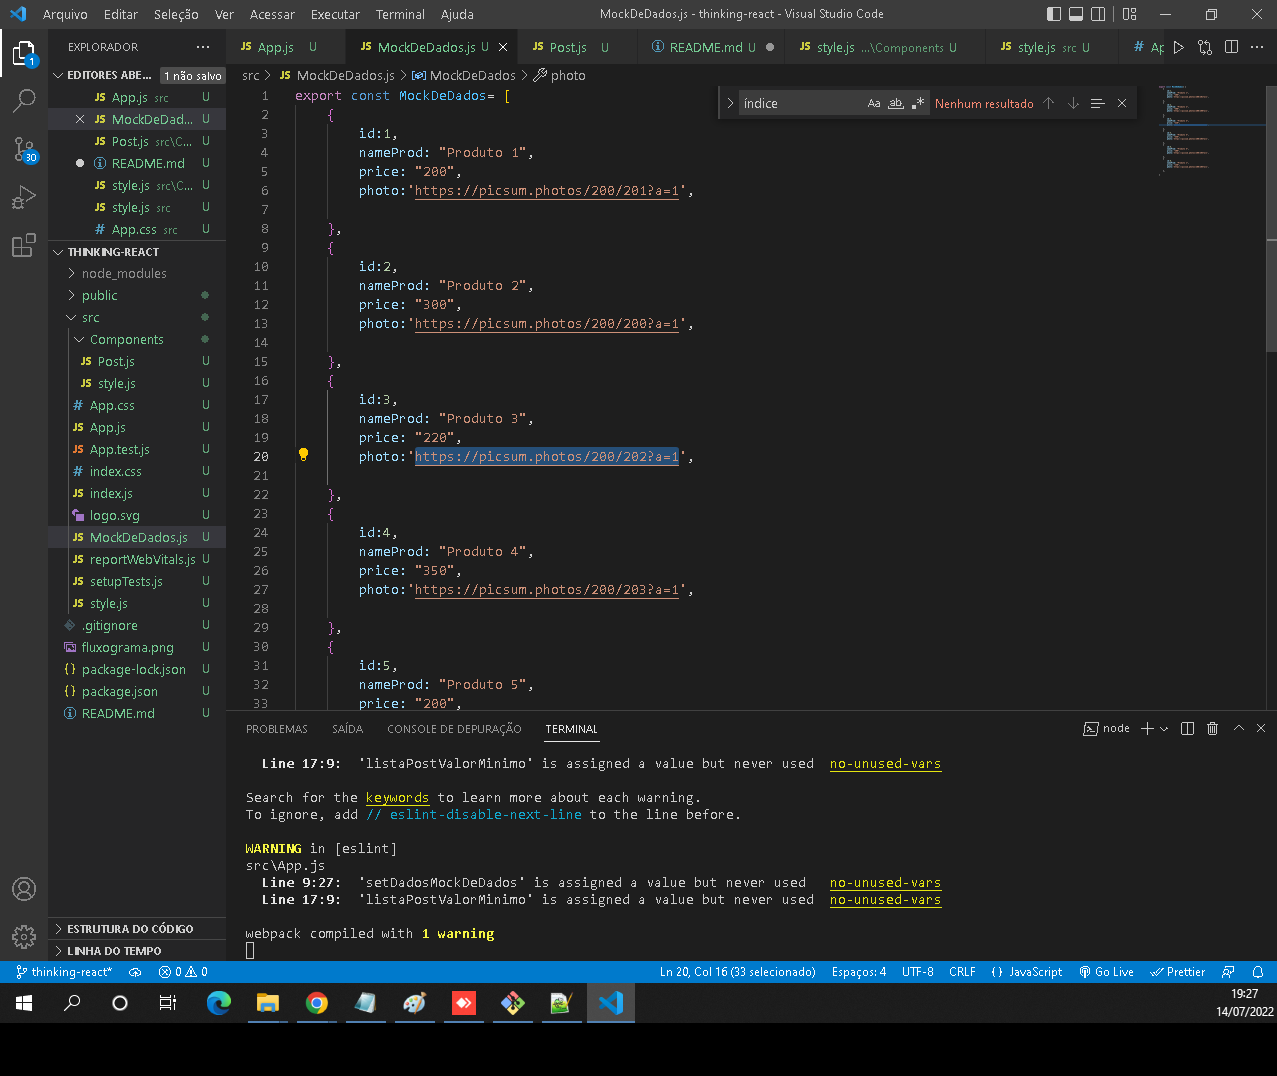 Arquivo Editar Seleção Ver Acessar Executar Terminal Ajuda MockDeDados.js - thinking-react - Visual Studio Code
EXPLORADOR ···
JS App.js U JS MockDeDados.js U JS Post.js U README.md U JS style.js ...\Components U JS style.js src U # Ap
EDITORES ABE... 1 não salvo
JS App.js src U
JS MockDeDad... U
JS Post.js src\C... U
README.md U
JS style.js src\C... U
JS style.js src U
# App.css src U
THINKING-REACT
node_modules
public
src
Components
JS Post.js U
JS style.js U
# App.css U
JS App.js U
JS App.test.js U
# index.css U
JS index.js U
logo.svg U
JS MockDeDados.js U
JS reportWebVitals.js U
JS setupTests.js U
JS style.js U
.gitignore U
fluxograma.png U
{} package-lock.json U
{} package.json U
README.md U
ESTRUTURA DO CÓDIGO
LINHA DO TEMPO
1
30
src > JS MockDeDados.js > MockDeDados > photo
índice Aa ab .* Nenhum resultado
1 export const MockDeDados= [
2 {
3 id:1,
4 nameProd: "Produto 1",
5 price: "200",
6 photo:'https://picsum.photos/200/201?a=1',
7
8 },
9 {
10 id:2,
11 nameProd: "Produto 2",
12 price: "300",
13 photo:'https://picsum.photos/200/200?a=1',
14
15 },
16 {
17 id:3,
18 nameProd: "Produto 3",
19 price: "220",
20 photo:'https://picsum.photos/200/202?a=1',
21
22 },
23 {
24 id:4,
25 nameProd: "Produto 4",
26 price: "350",
27 photo:'https://picsum.photos/200/203?a=1',
28
29 },
30 {
31 id:5,
32 nameProd: "Produto 5",
33 price: "200",
PROBLEMAS SAÍDA CONSOLE DE DEPURAÇÃO TERMINAL node
Line 17:9: 'listaPostValorMinimo' is assigned a value but never used no-unused-vars
Search for the keywords to learn more about each warning.
To ignore, add // eslint-disable-next-line to the line before.
WARNING in [eslint]
src\App.js
Line 9:27: 'setDadosMockDeDados' is assigned a value but never used no-unused-vars
Line 17:9: 'listaPostValorMinimo' is assigned a value but never used no-unused-vars
webpack compiled with 1 warning
thinking-react* 0 0 Ln 20, Col 16 (33 selecionado) Espaços: 4 UTF-8 CRLF {} JavaScript Go Live Prettier
19:27
14/07/2022